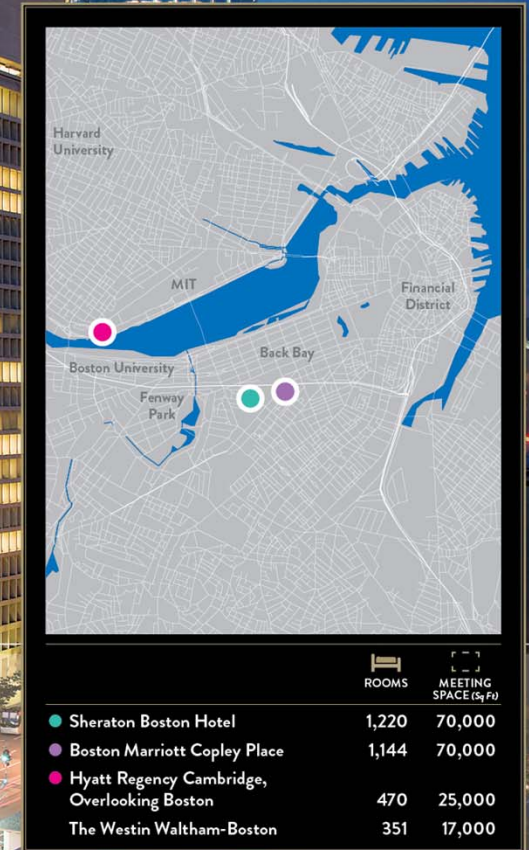 Harvard
University
MIT
Financial
District
Back Bay
Boston University
Fenway
Park
ROOMS
MEETING
SPACE (Sq Ft)
Sheraton Boston Hotel 1,220 70,000
Boston Marriott Copley Place 1,144 70,000
Hyatt Regency Cambridge,
Overlooking Boston 470 25,000
The Westin Waltham-Boston 351 17,000